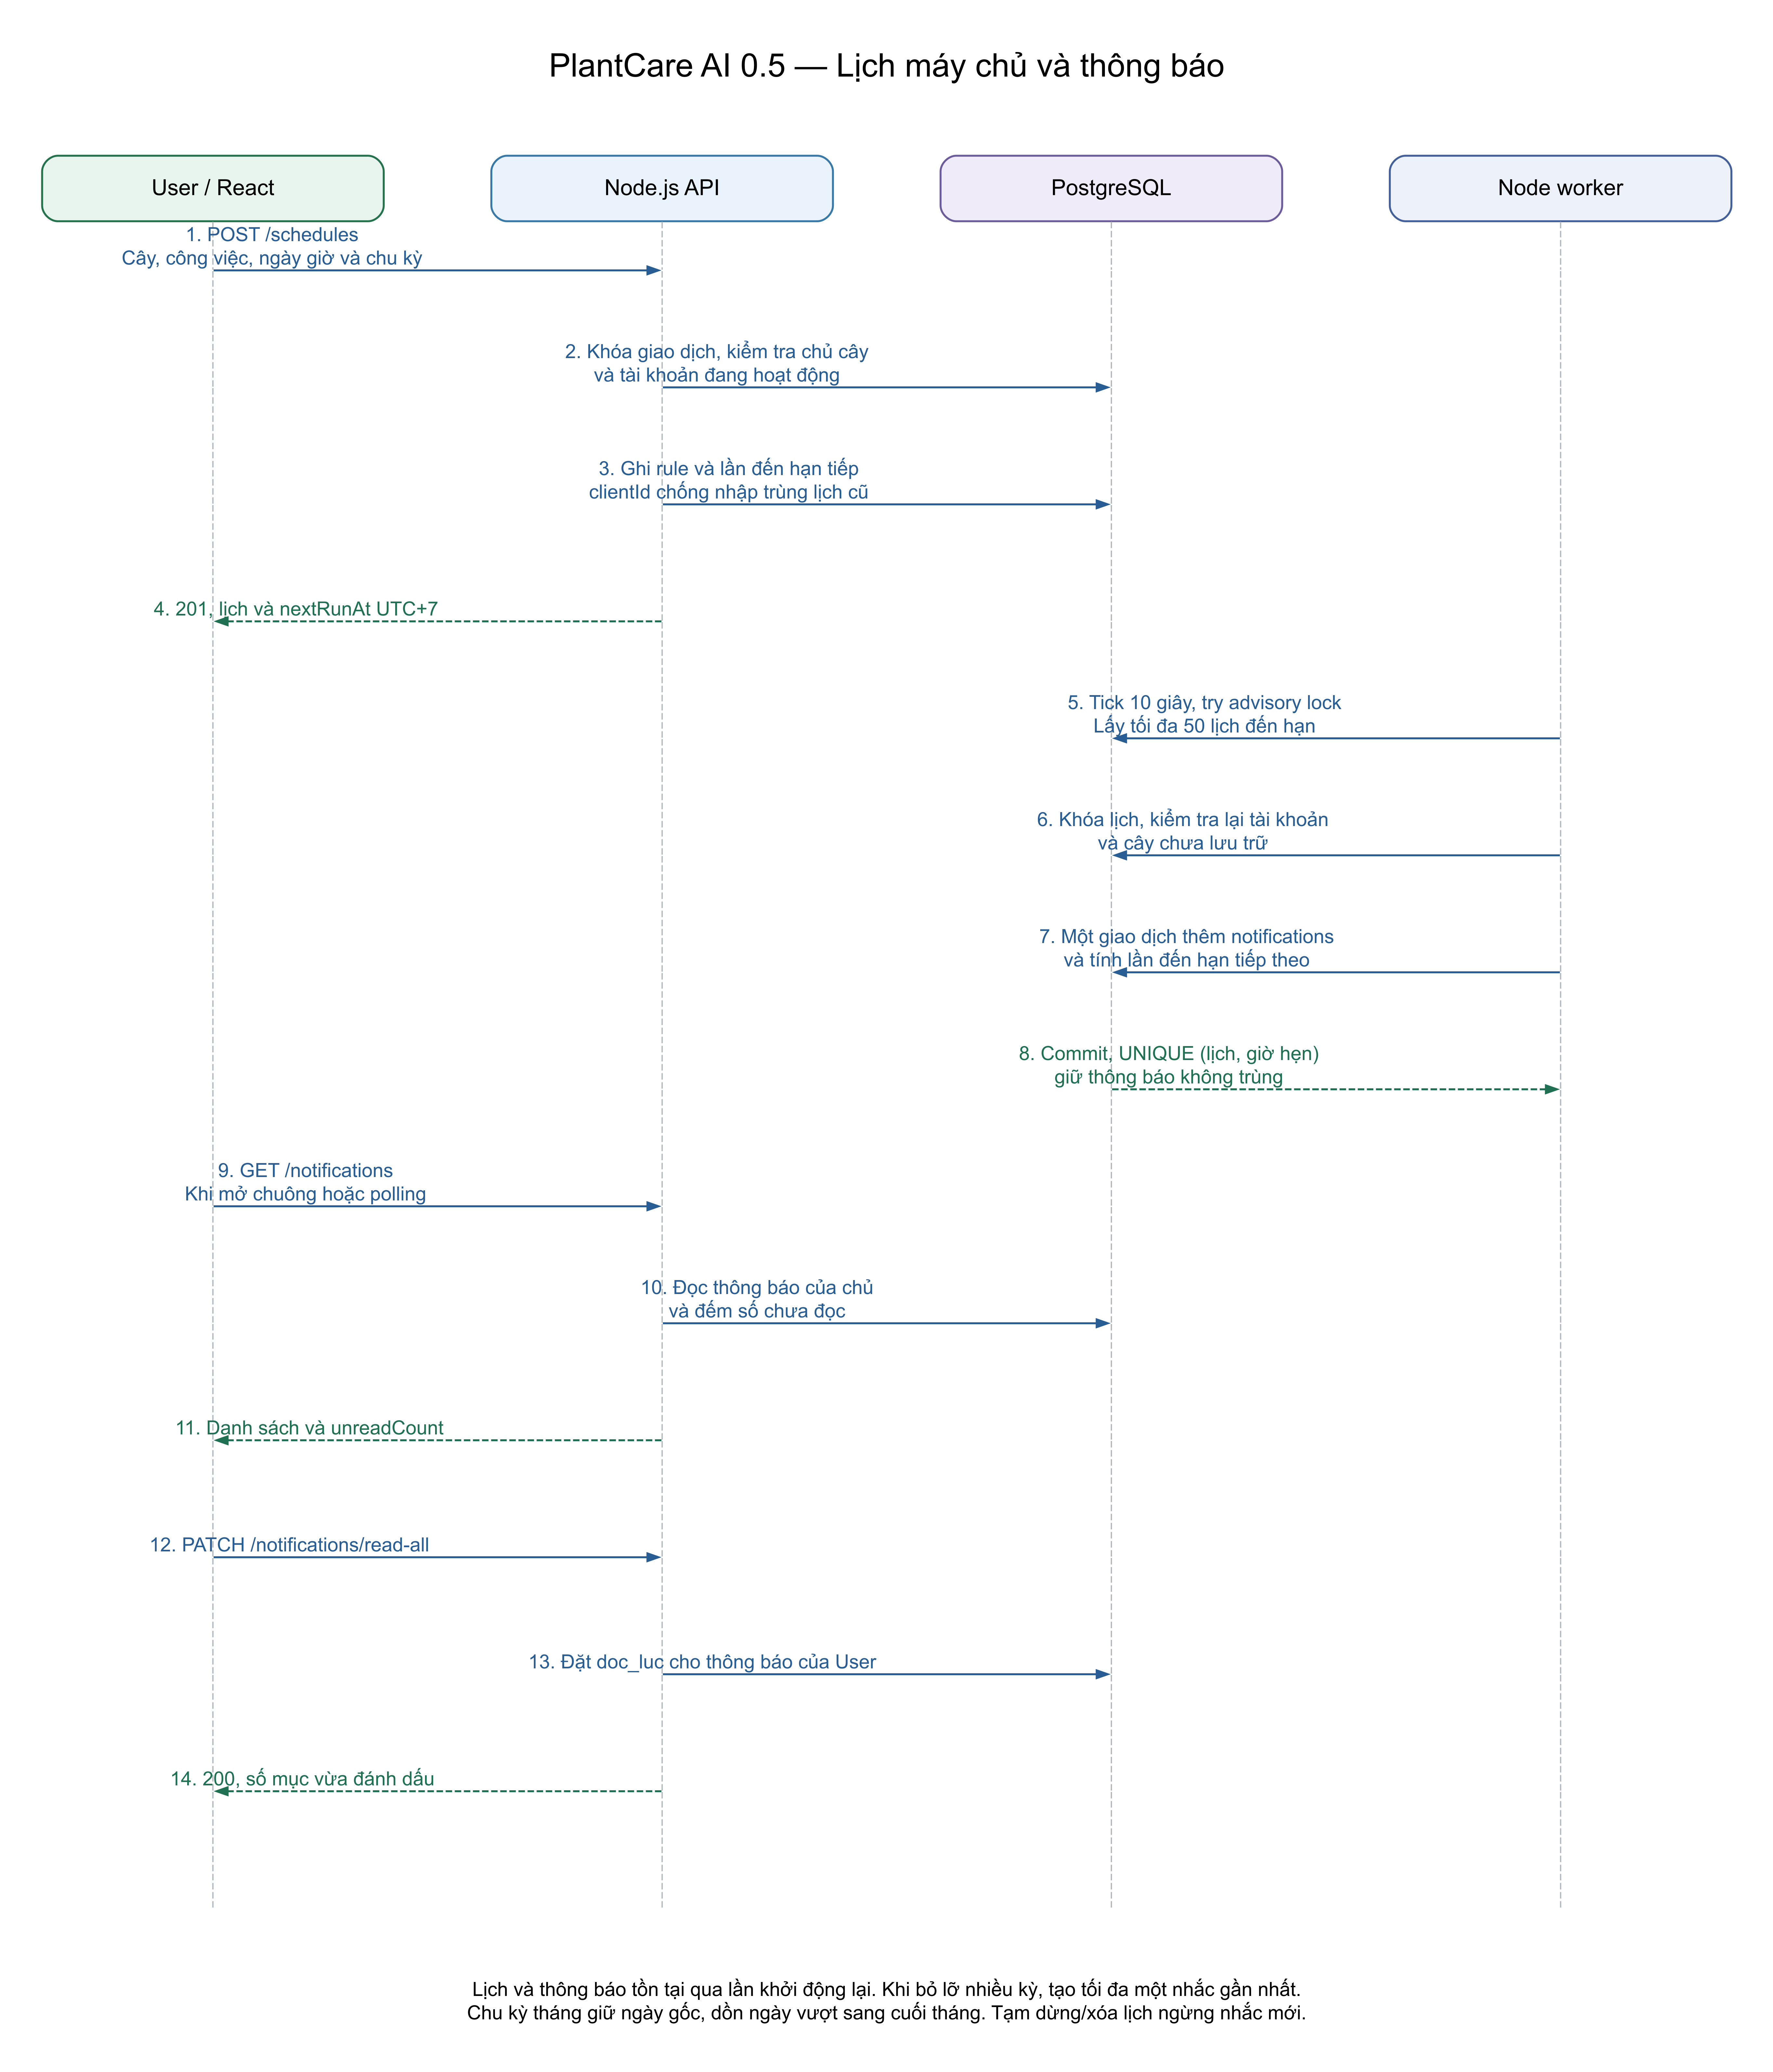 PlantCare AI 0.5 — Lịch máy chủ và thông báo
User / React
Node.js API
PostgreSQL
Node worker
1. POST /schedules
Cây, công việc, ngày giờ và chu kỳ
2. Khóa giao dịch, kiểm tra chủ cây
và tài khoản đang hoạt động
3. Ghi rule và lần đến hạn tiếp
clientId chống nhập trùng lịch cũ
4. 201, lịch và nextRunAt UTC+7
5. Tick 10 giây, try advisory lock
Lấy tối đa 50 lịch đến hạn
6. Khóa lịch, kiểm tra lại tài khoản
và cây chưa lưu trữ
7. Một giao dịch thêm notifications
và tính lần đến hạn tiếp theo
8. Commit, UNIQUE (lịch, giờ hẹn)
giữ thông báo không trùng
9. GET /notifications
Khi mở chuông hoặc polling
10. Đọc thông báo của chủ
và đếm số chưa đọc
11. Danh sách và unreadCount
12. PATCH /notifications/read-all
13. Đặt doc_luc cho thông báo của User
14. 200, số mục vừa đánh dấu
Lịch và thông báo tồn tại qua lần khởi động lại. Khi bỏ lỡ nhiều kỳ, tạo tối đa một nhắc gần nhất.
Chu kỳ tháng giữ ngày gốc, dồn ngày vượt sang cuối tháng. Tạm dừng/xóa lịch ngừng nhắc mới.